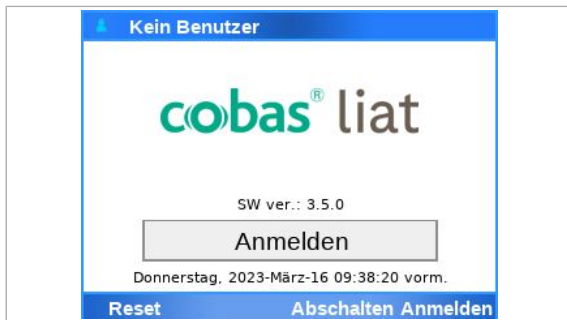 Kein Benutzer
cobas® liat
SW ver.: 3.5.0
Anmelden
Donnerstag, 2023-März-16 09:38:20 vorm.
Reset Abschalten Anmelden